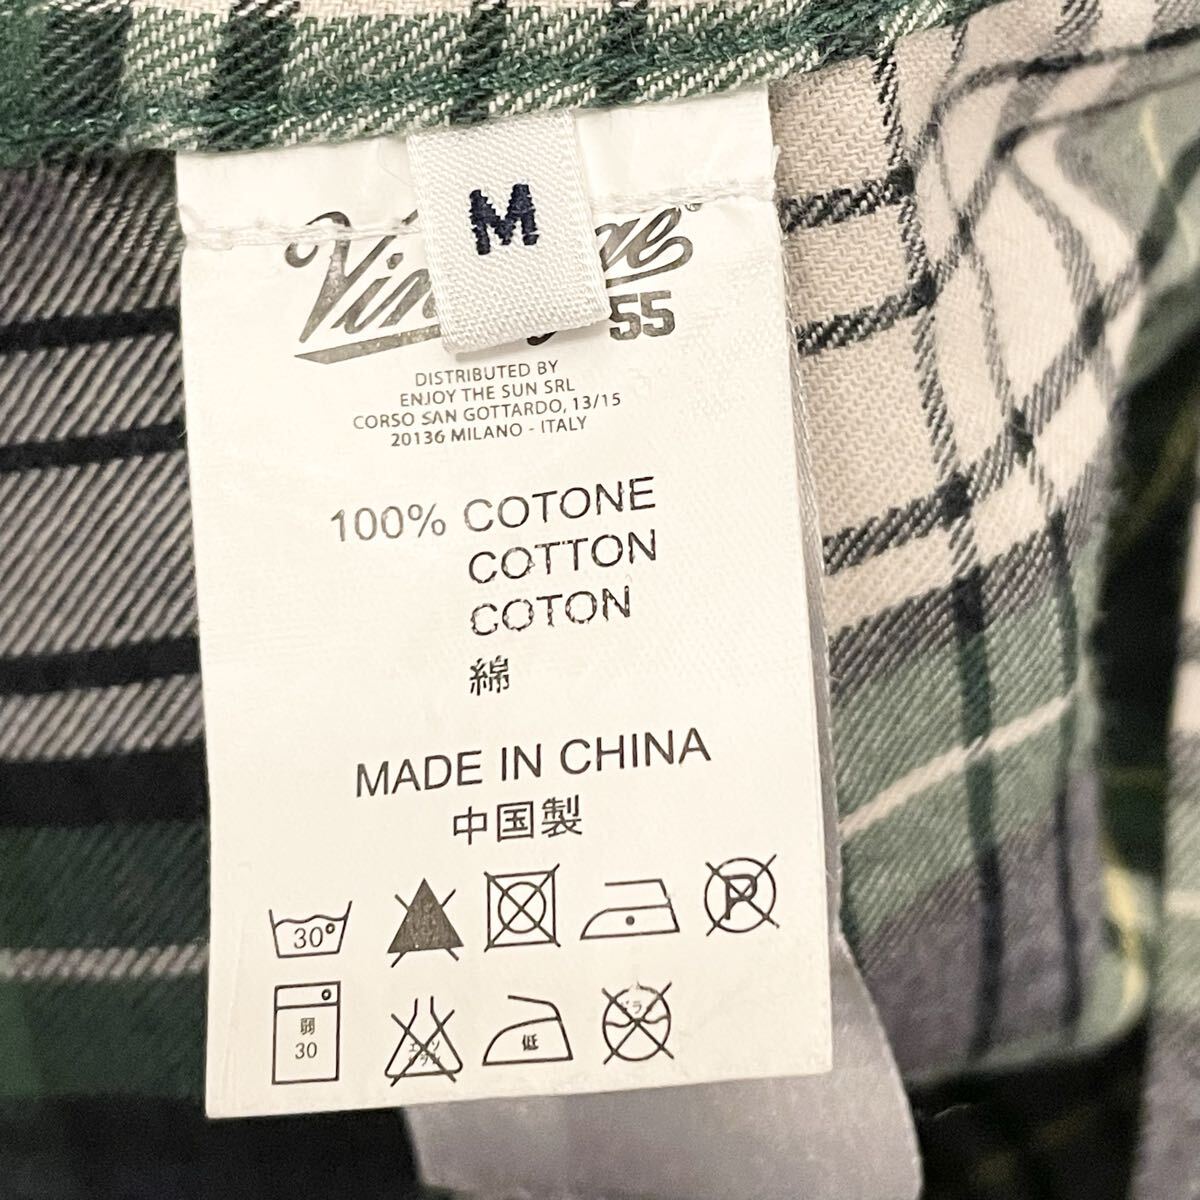 M
55
DISTRIBUTED BY
ENJOY THE SUN SRL
CORSO SAN GOTTARDO, 13/15
20136 MILANO - ITALY
100% COTONE
COTTON
COTON
綿
MADE IN CHINA
中国製
30°
P
弱
30
低